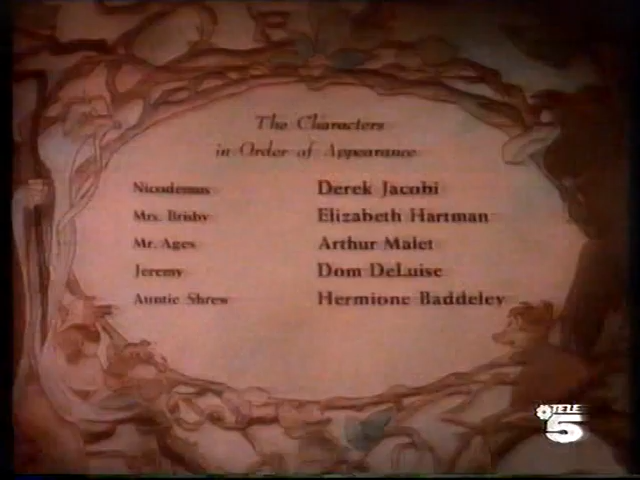 The Characters
in Order of Appearance
Nicodemus Derek Jacobi
Mrs. Brisby Elizabeth Hartman
Mr. Ages Arthur Malet
Jeremy Dom DeLuise
Auntie Shrew Hermione Baddeley
TELE
5